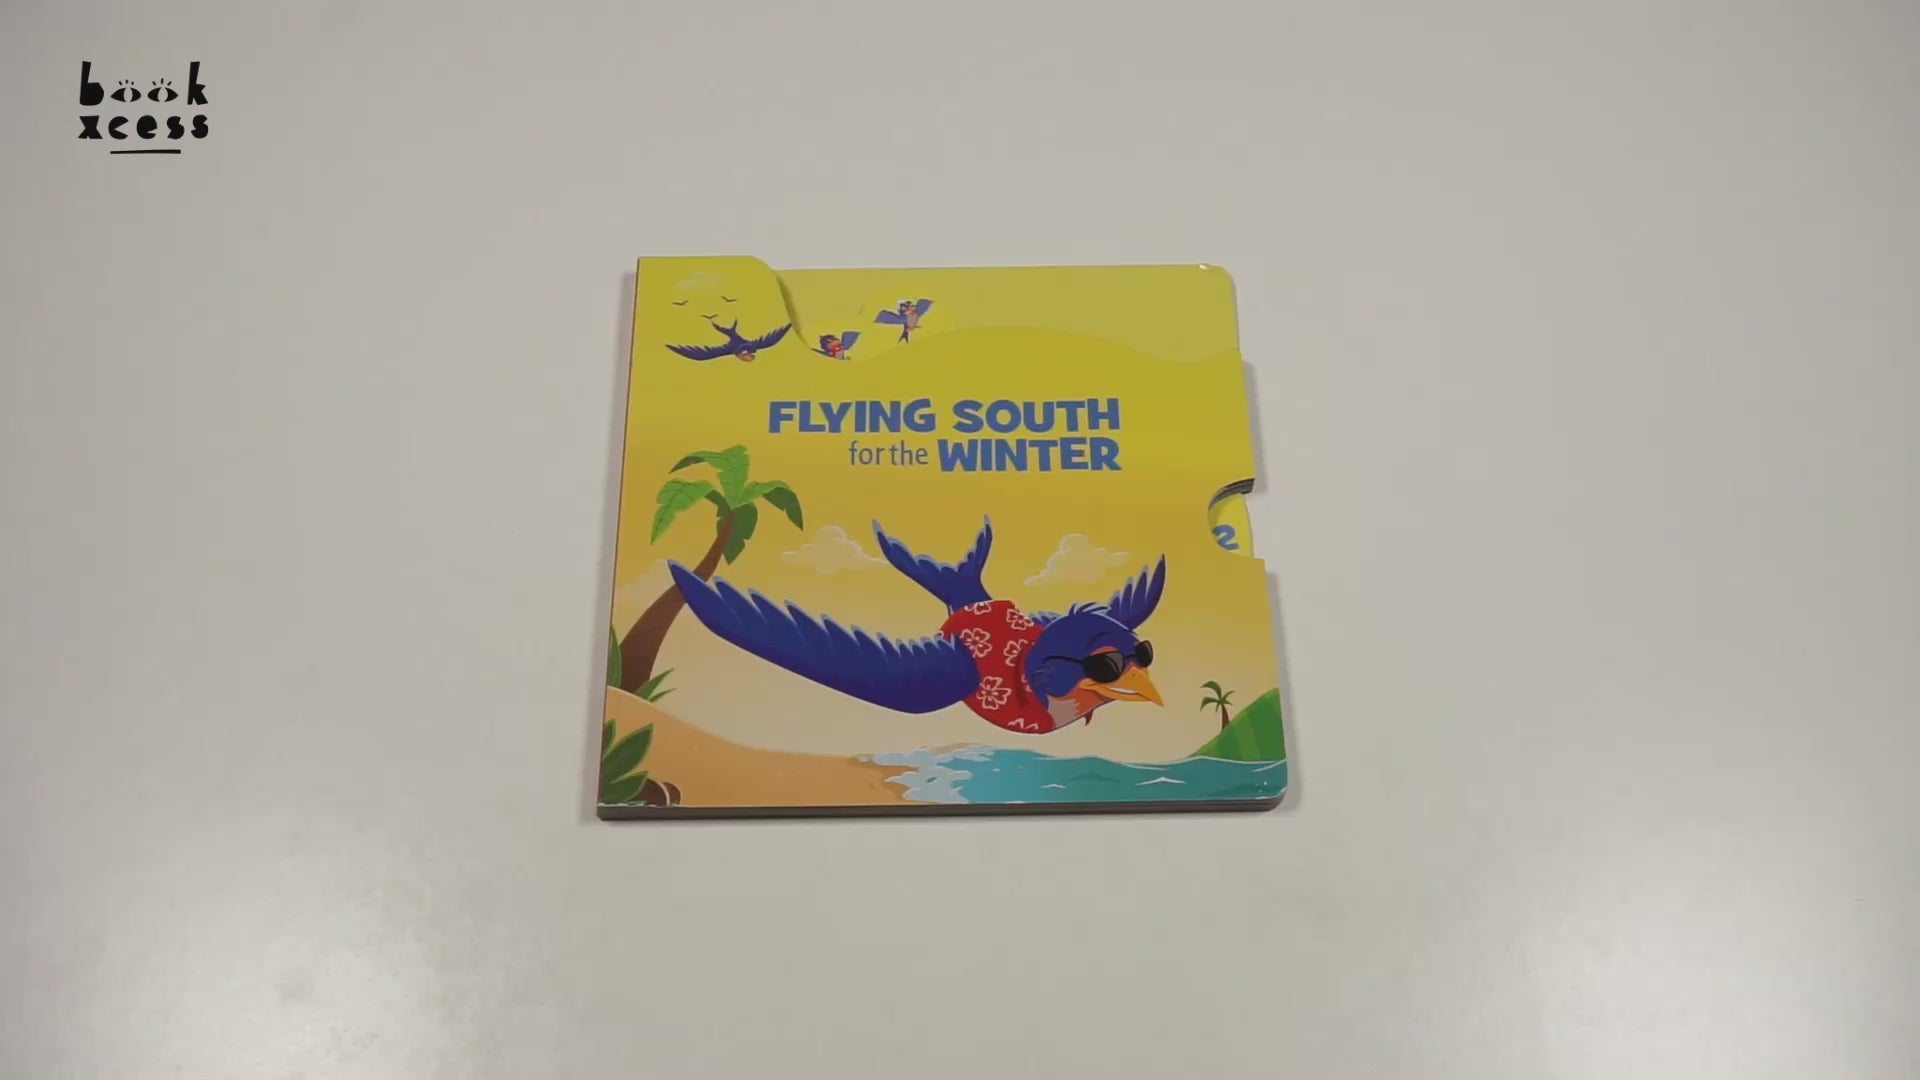 book
xcess
FLYING SOUTH
for the WINTER
2